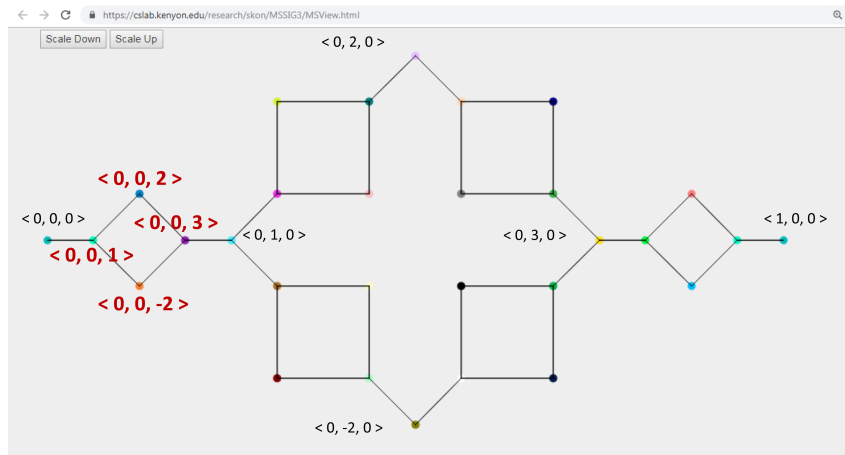 https://cslab.kenyon.edu/research/skon/MSSIG3/MSView.html
Scale Down Scale Up
< 0, 2, 0 >
< 0, 0, 2 >
< 0, 0, 0 >
< 0, 0, 3 >
< 1, 0, 0 >
< 0, 1, 0 >
< 0, 3, 0 >
< 0, 0, 1 >
< 0, 0, -2 >
< 0, -2, 0 >